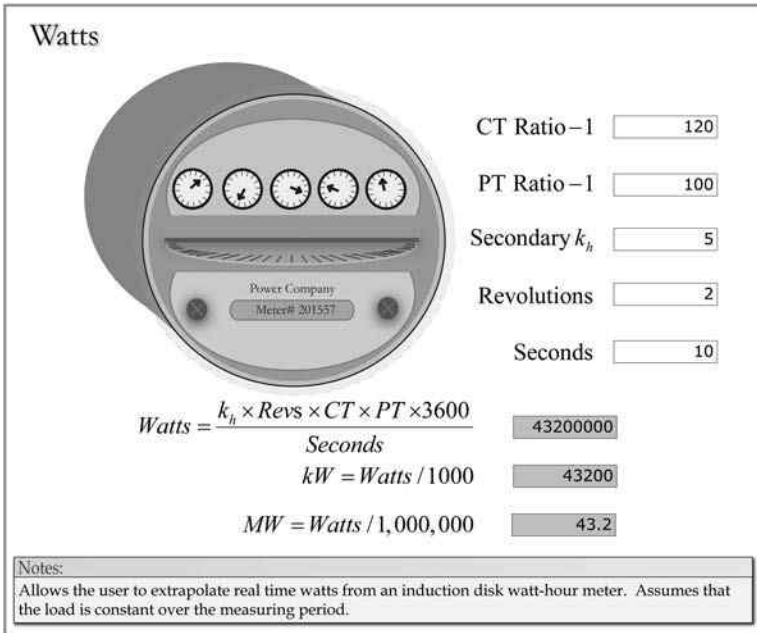 Watts
CT Ratio – 1 120
PT Ratio – 1 100
Secondary k_h 5
Revolutions 2
Seconds 10
Power Company
Meter# 201557
Watts = k_h × Revs × CT × PT × 3600 / Seconds 43200000
kW = Watts / 1000 43200
MW = Watts / 1,000,000 43.2
Notes:
Allows the user to extrapolate real time watts from an induction disk watt-hour meter. Assumes that
the load is constant over the measuring period.